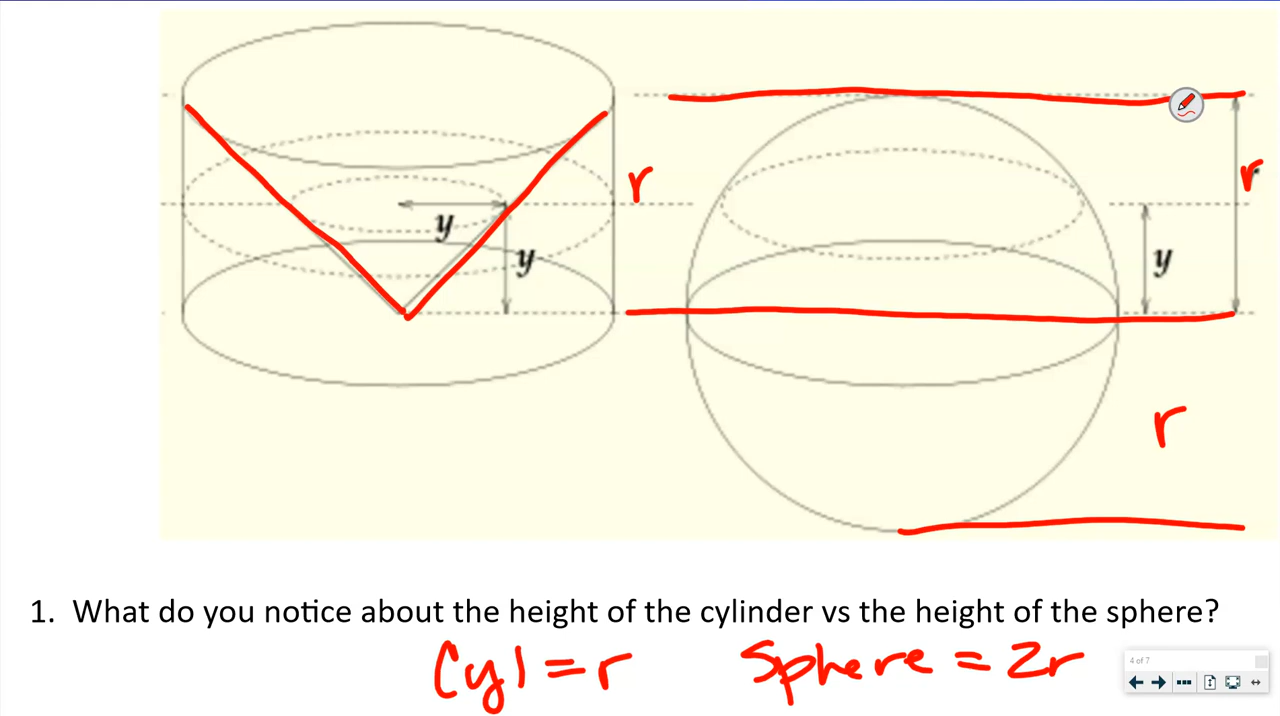 r
r
y
y
y
r
1. What do you notice about the height of the cylinder vs the height of the sphere?
Cyl = r
Sphere = 2r
4 of 7